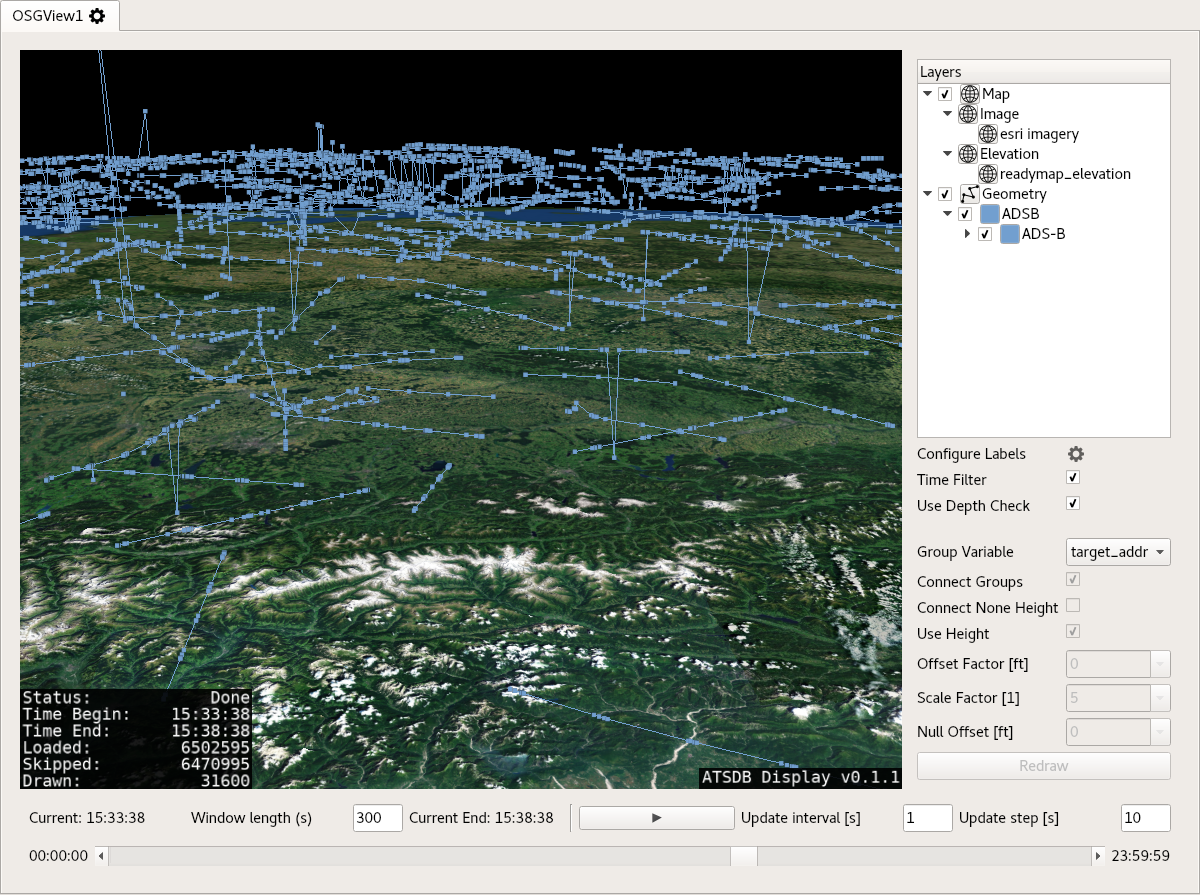 OSGView1
Layers
Map
Image
esri imagery
Elevation
readymap_elevation
Geometry
ADSB
ADS-B
Configure Labels
Time Filter
Use Depth Check
Group Variable target_addr
Connect Groups
Connect None Height
Use Height
Offset Factor [ft] 0
Scale Factor [1] 5
Null Offset [ft] 0
Redraw
Status: Done
Time Begin: 15:33:38
Time End: 15:38:38
Loaded: 6502595
Skipped: 6470995
Drawn: 31600
ATSDB Display v0.1.1
Current: 15:33:38 Window length (s) 300 Current End: 15:38:38 Update interval [s] 1 Update step [s] 10
00:00:00 23:59:59